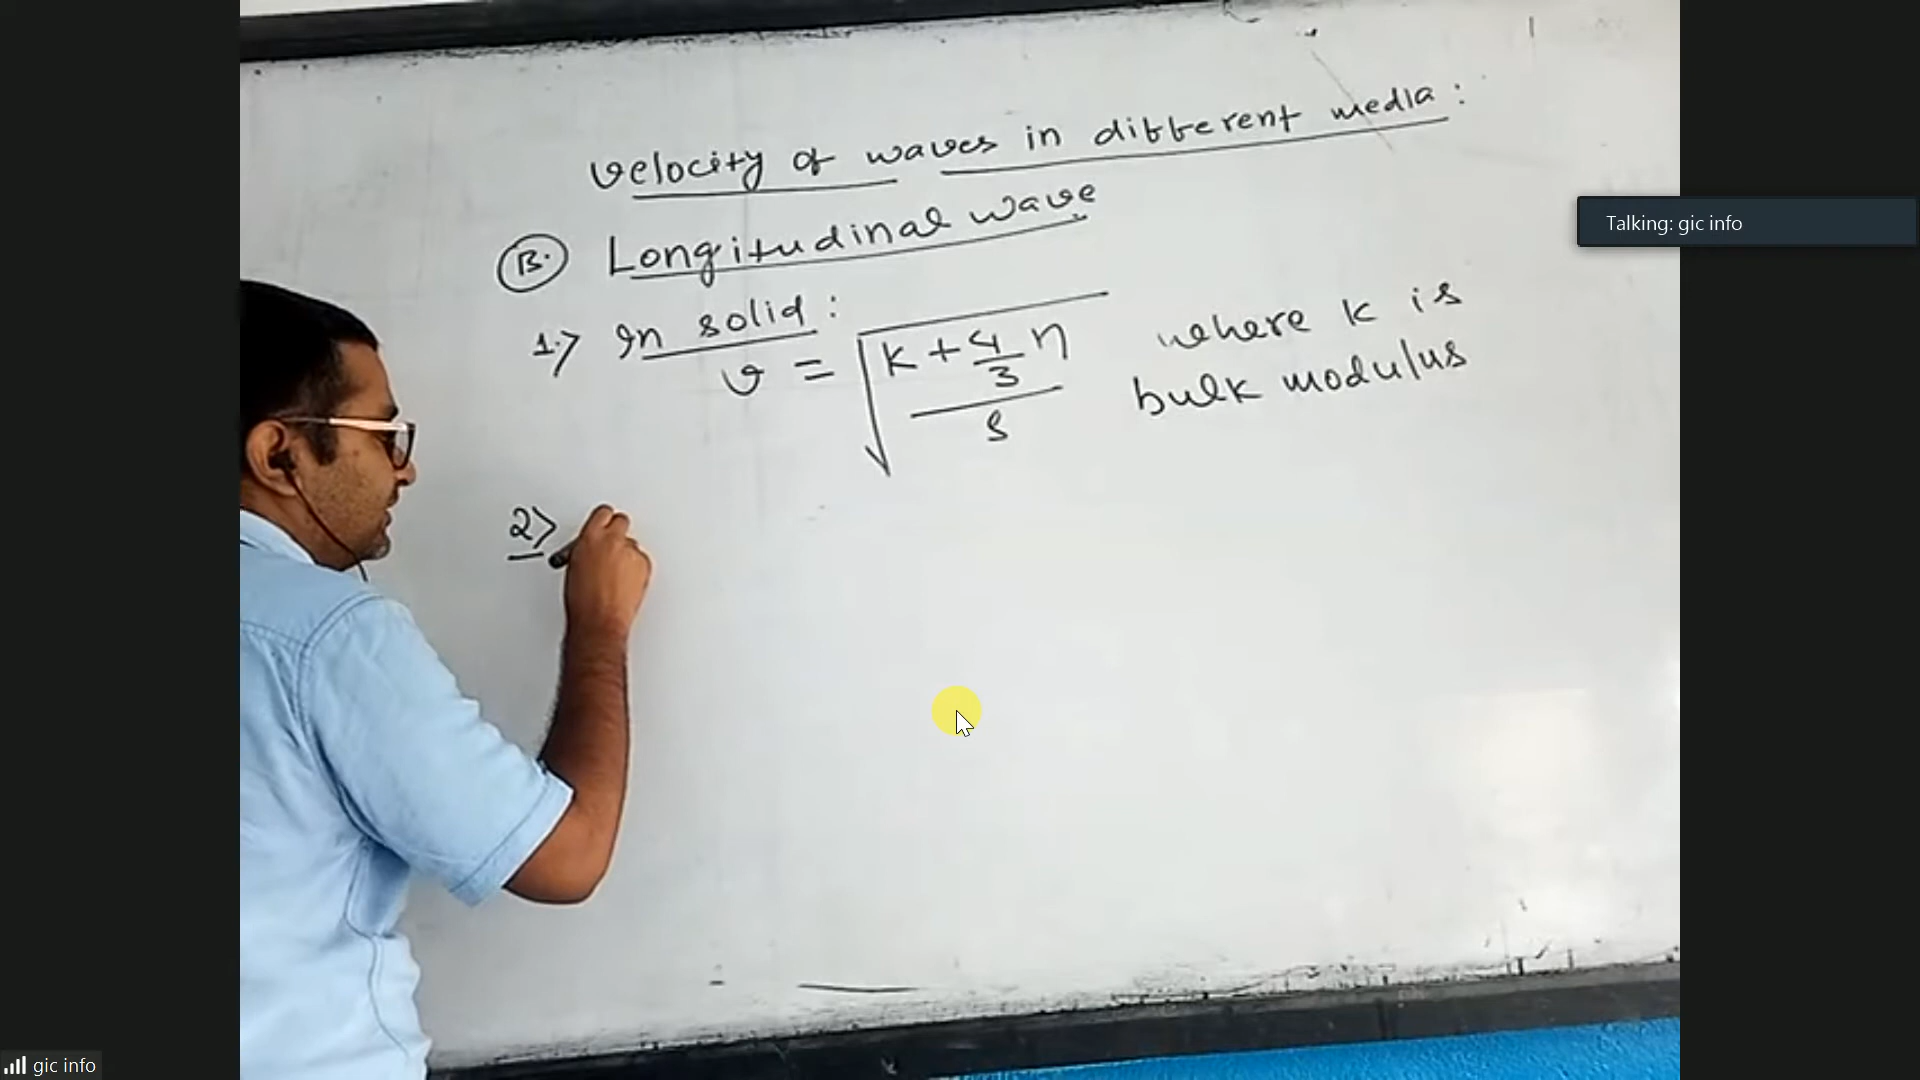 velocity of waves in different media:
B. Longitudinal wave
1.> In solid:
v = √((k + 4/3 η)/ρ) where k is
bulk modulus
2>
Talking: gic info
gic info